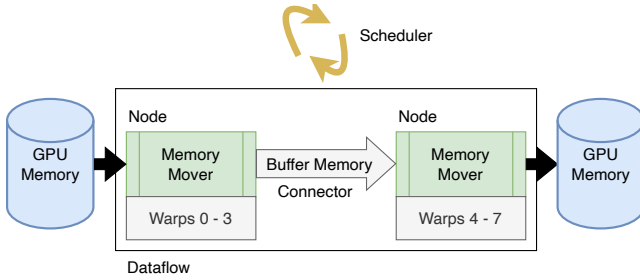 Scheduler
Node
Node
GPU
Memory
Memory
Mover
Buffer Memory
Connector
Memory
Mover
GPU
Memory
Warps 0 - 3
Warps 4 - 7
Dataflow